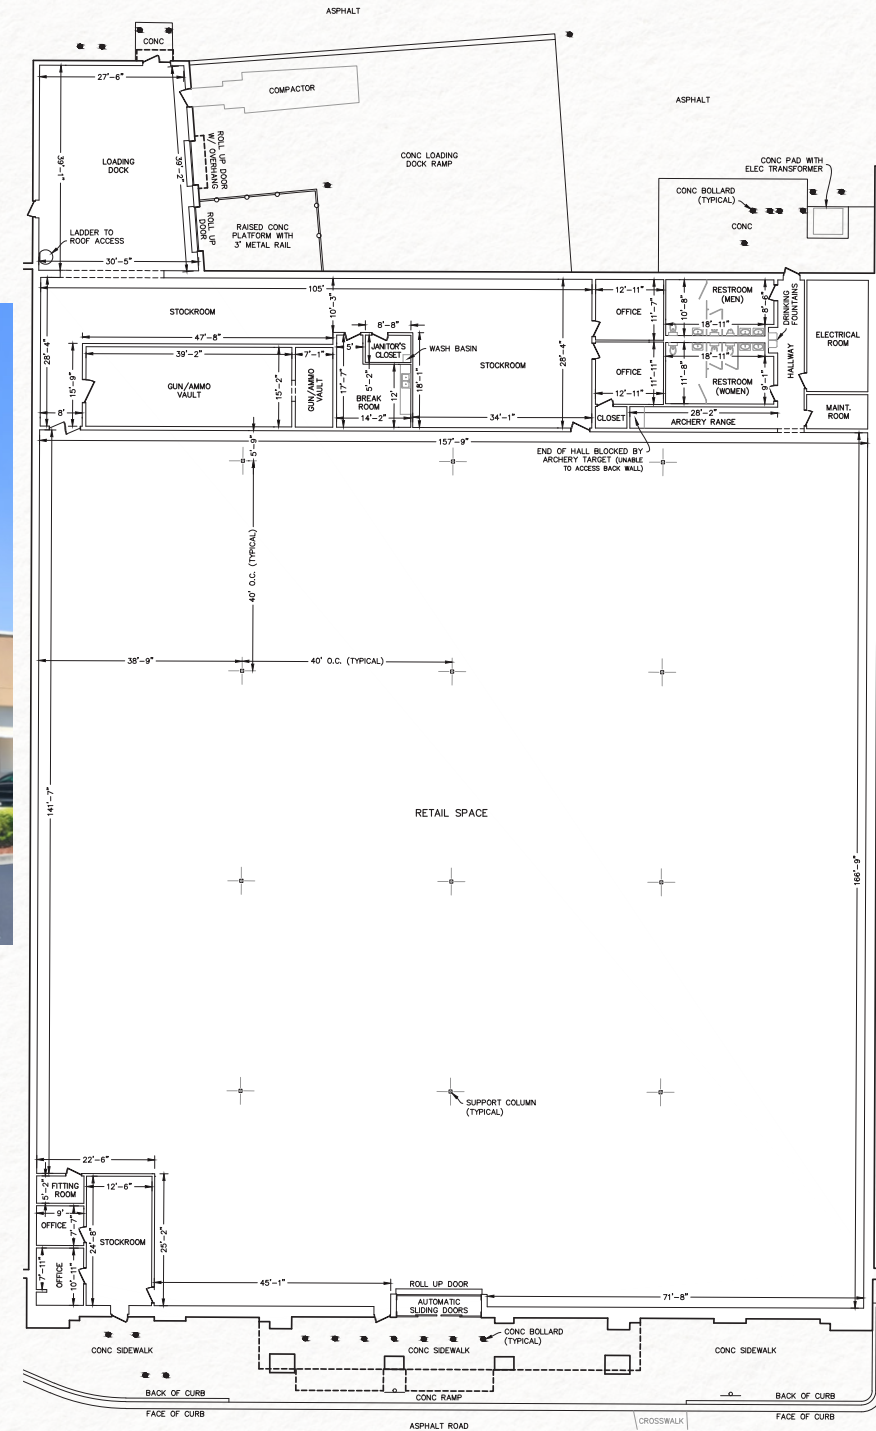 ASPHALT
CONC
27'-6"
COMPACTOR
ASPHALT
39'-1"
39'-2"
LOADING
DOCK
ROLL UP DOOR
W/ OVERHANG
CONC LOADING
DOCK RAMP
CONC PAD WITH
ELEC TRANSFORMER
CONC BOLLARD
(TYPICAL)
CONC
LADDER TO
ROOF ACCESS
ROLL UP
DOOR
RAISED CONC
PLATFORM WITH
3' METAL RAIL
30'-5"
105'
STOCKROOM
10'-3"
28'-4"
47'-8"
39'-2"
7'-1"
15'-9"
GUN/AMMO
VAULT
15'-2"
GUN/AMMO
VAULT
8'
8'-8"
5'
JANITOR'S
CLOSET
WASH BASIN
17'-7"
5'-2"
18'-1"
BREAK
ROOM
12'
14'-2"
STOCKROOM
28'-4"
34'-1"
12'-11"
OFFICE
11'-7"
10'-8"
RESTROOM
(MEN)
8'-6"
18'-11"
DRINKING
FOUNTAINS
HALLWAY
ELECTRICAL
ROOM
18'-11"
OFFICE
11'-11"
11'-8"
RESTROOM
(WOMEN)
9'-1"
12'-11"
CLOSET
28'-2"
ARCHERY RANGE
MAINT.
ROOM
5'-9"
157'-9"
END OF HALL BLOCKED BY
ARCHERY TARGET (UNABLE
TO ACCESS BACK WALL)
40' O.C. (TYPICAL)
38'-9"
40' O.C. (TYPICAL)
141'-7"
RETAIL SPACE
166'-9"
SUPPORT COLUMN
(TYPICAL)
22'-6"
5'-2"
FITTING
ROOM
12'-6"
9'
OFFICE
7'-7"
24'-8"
STOCKROOM
25'-2"
7'-11"
OFFICE
10'-11"
45'-1"
ROLL UP DOOR
AUTOMATIC
SLIDING DOORS
71'-8"
CONC BOLLARD
(TYPICAL)
CONC SIDEWALK
CONC SIDEWALK
CONC SIDEWALK
BACK OF CURB
CONC RAMP
BACK OF CURB
FACE OF CURB
ASPHALT ROAD
CROSSWALK
FACE OF CURB